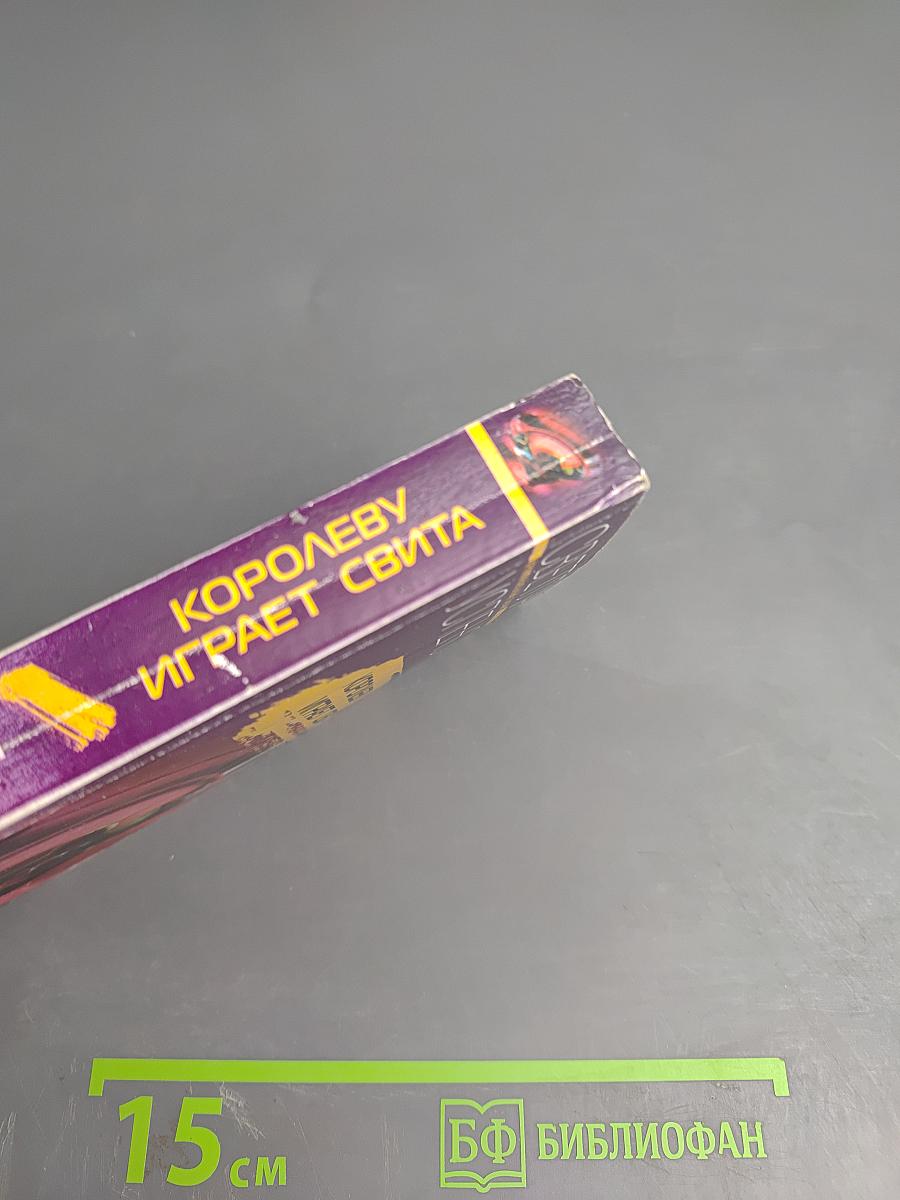 КОРОЛЕВУ
ИГРАЕТ СВИТА
15 см
БФ БИБЛИОФАН